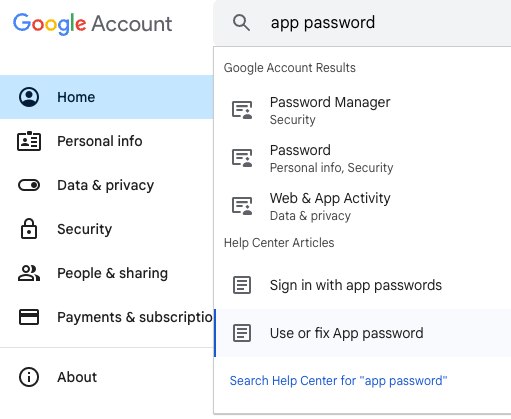 Google Account
app password
Home
Personal info
Data & privacy
Security
People & sharing
Payments & subscriptio
About
Google Account Results
Password Manager
Security
Password
Personal info, Security
Web & App Activity
Data & privacy
Help Center Articles
Sign in with app passwords
Use or fix App password
Search Help Center for "app password"